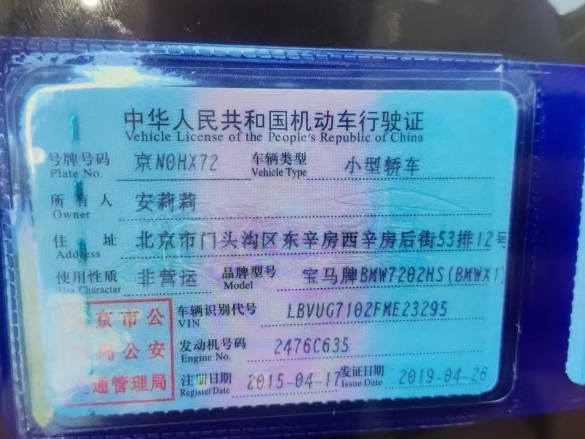 中华人民共和国机动车行驶证
Vehicle License of the People's Republic of China
号牌号码 京N0HX72 车辆类型 小型轿车
Plate No. Vehicle Type
所有人 安莉莉
Owner
住址 北京市门头沟区东辛房西辛房后街53排12号
Address
使用性质 非营运 品牌型号 宝马牌BMW7202HS(BMWX1
Use Character Model
车辆识别代号 LBVUG7102FME23295
VIN
发动机号码 2476C635
Engine No.
注册日期 2015-04-17 发证日期 2019-04-26
Register Date Issue Date
京市公
局公安
通管理局